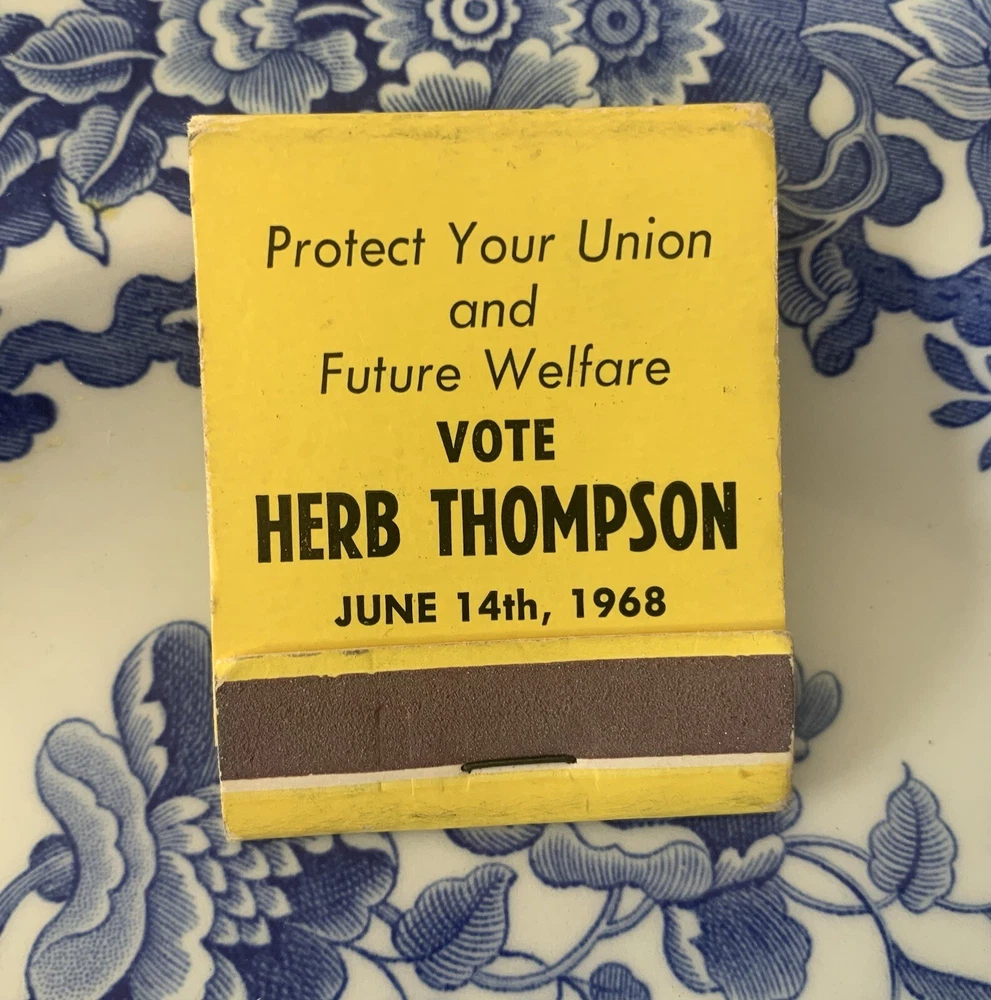 Protect Your Union
and
Future Welfare
VOTE
HERB THOMPSON
JUNE 14th, 1968